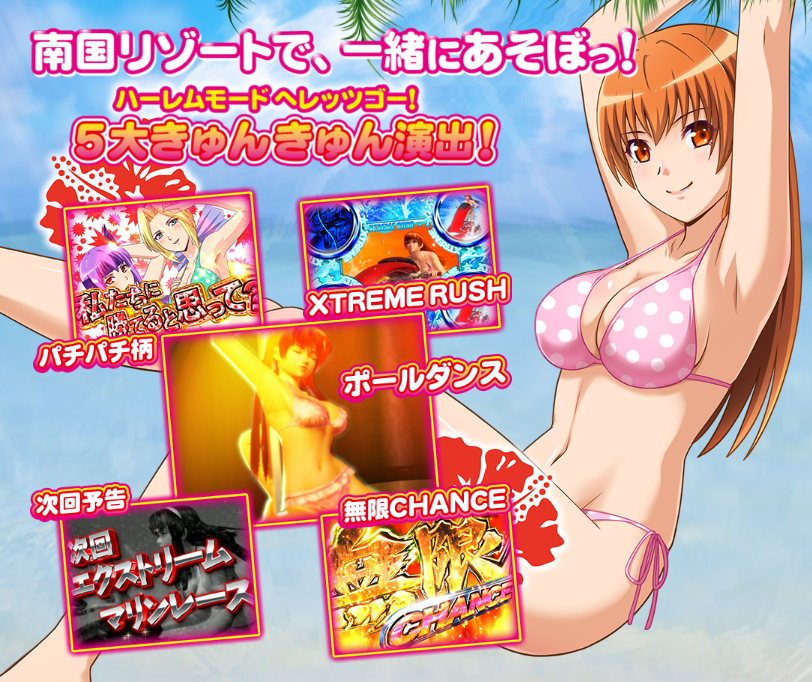 南国リゾートで、一緒にあそぼっ!
ハーレムモードへレッツゴー!
5大きゅんきゅん演出!
私たちに
勝てると思って?
パチパチ柄
XTREME RUSH
ポールダンス
次回予告
次回
エクストリーム
マリンレース
無限CHANCE
無限
CHANCE